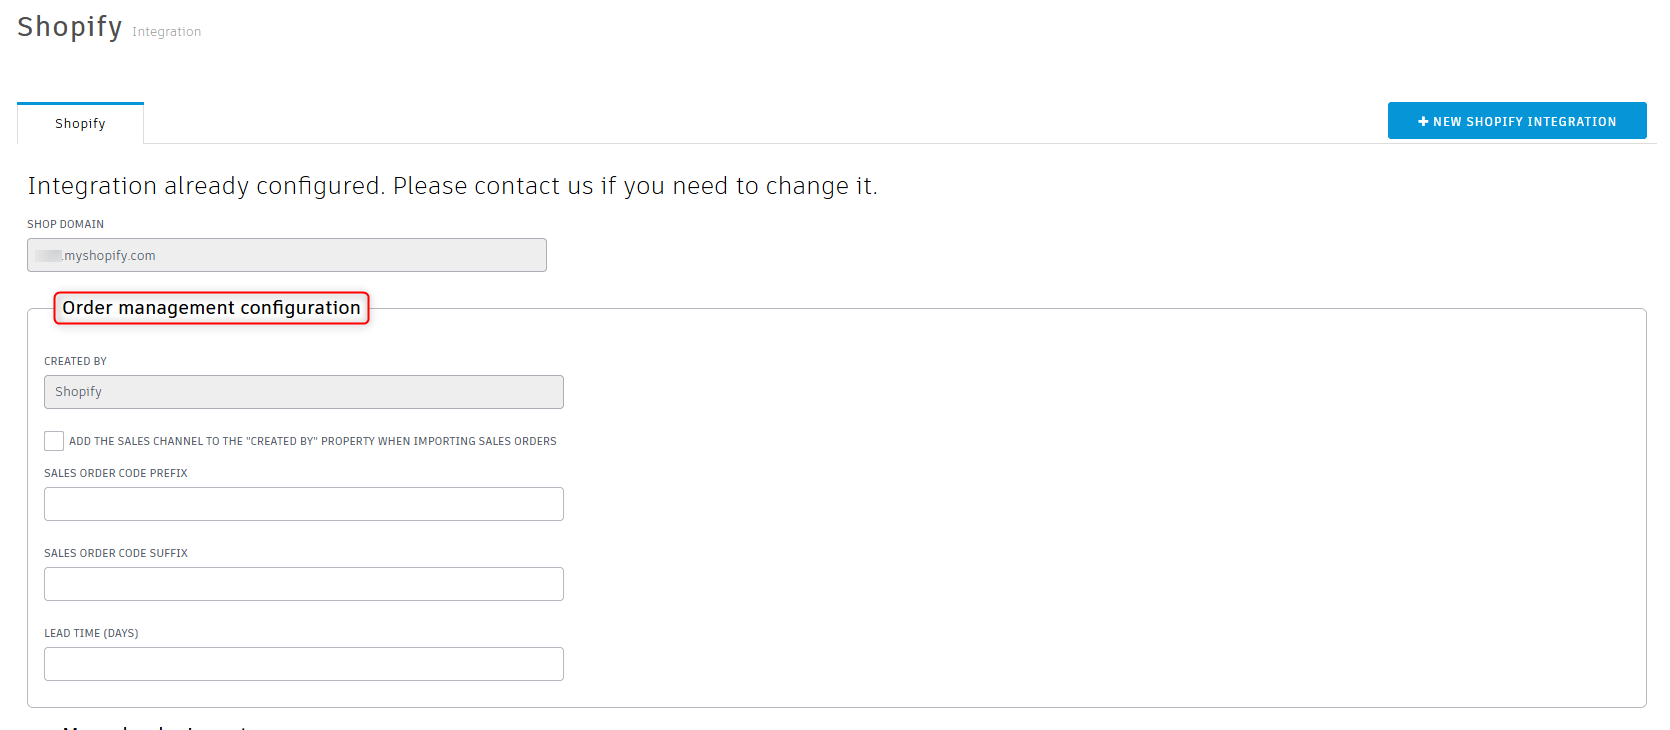 Shopify Integration
Shopify
+ NEW SHOPIFY INTEGRATION
Integration already configured. Please contact us if you need to change it.
SHOP DOMAIN
.myshopify.com
Order management configuration
CREATED BY
Shopify
ADD THE SALES CHANNEL TO THE "CREATED BY" PROPERTY WHEN IMPORTING SALES ORDERS
SALES ORDER CODE PREFIX
SALES ORDER CODE SUFFIX
LEAD TIME (DAYS)